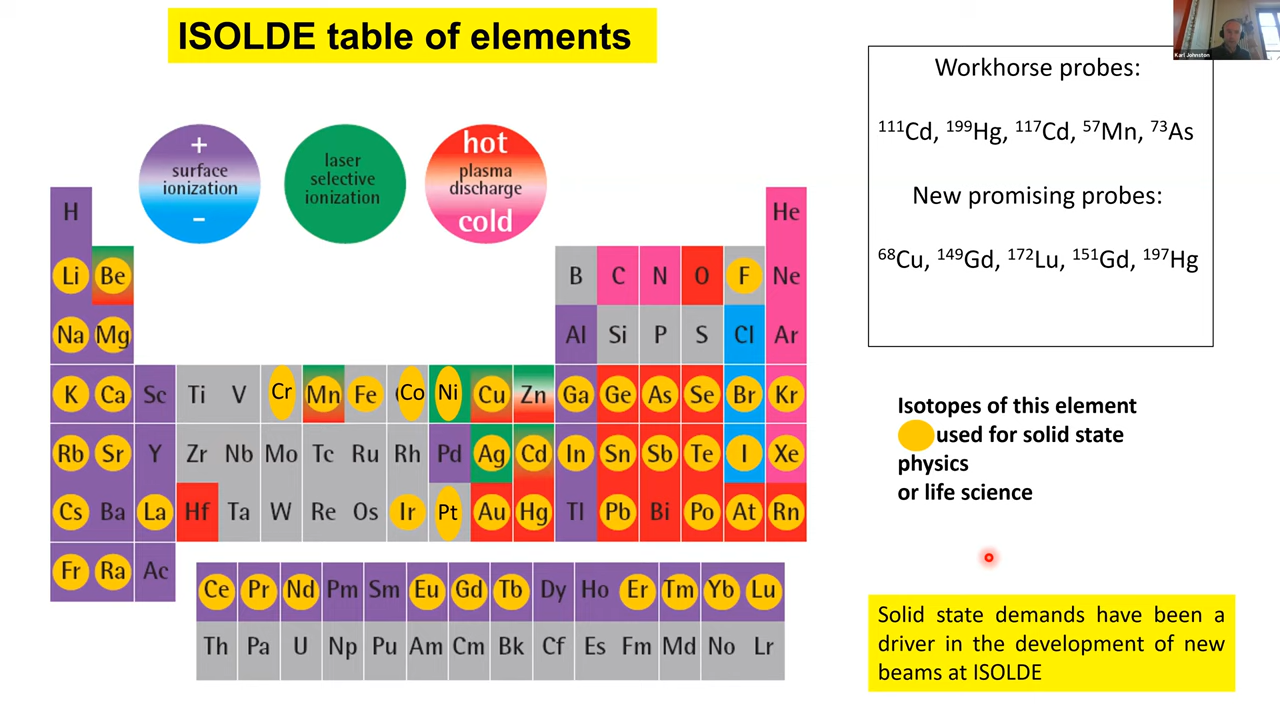 ISOLDE table of elements
Karl Johnston
+
surface
ionization
–
laser
selective
ionization
hot
plasma
discharge
cold
Workhorse probes:
¹¹¹Cd, ¹⁹⁹Hg, ¹¹⁷Cd, ⁵⁷Mn, ⁷³As
New promising probes:
⁶⁸Cu, ¹⁴⁹Gd, ¹⁷²Lu, ¹⁵¹Gd, ¹⁹⁷Hg
H He
Li Be B C N O F Ne
Na Mg Al Si P S Cl Ar
K Ca Sc Ti V Cr Mn Fe (Co Ni Cu Zn Ga Ge As Se Br Kr
Rb Sr Y Zr Nb Mo Tc Ru Rh Pd Ag Cd In Sn Sb Te I Xe
Cs Ba La Hf Ta W Re Os Ir Pt Au Hg Tl Pb Bi Po At Rn
Fr Ra Ac
Ce Pr Nd Pm Sm Eu Gd Tb Dy Ho Er Tm Yb Lu
Th Pa U Np Pu Am Cm Bk Cf Es Fm Md No Lr
Isotopes of this element
used for solid state
physics
or life science
Solid state demands have been a
driver in the development of new
beams at ISOLDE